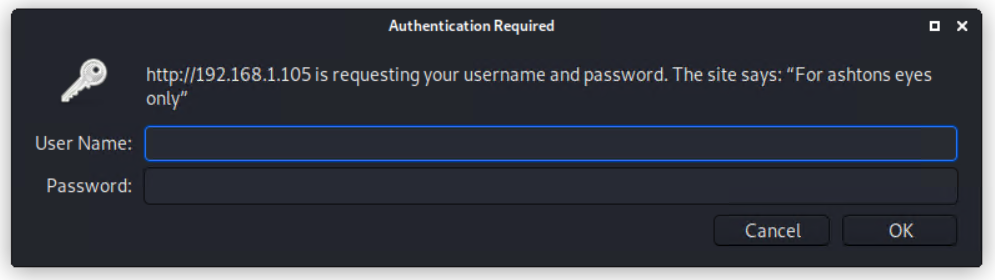 Authentication Required
http://192.168.1.105 is requesting your username and password. The site says: “For ashtons eyes
only”
User Name:
Password:
Cancel
OK